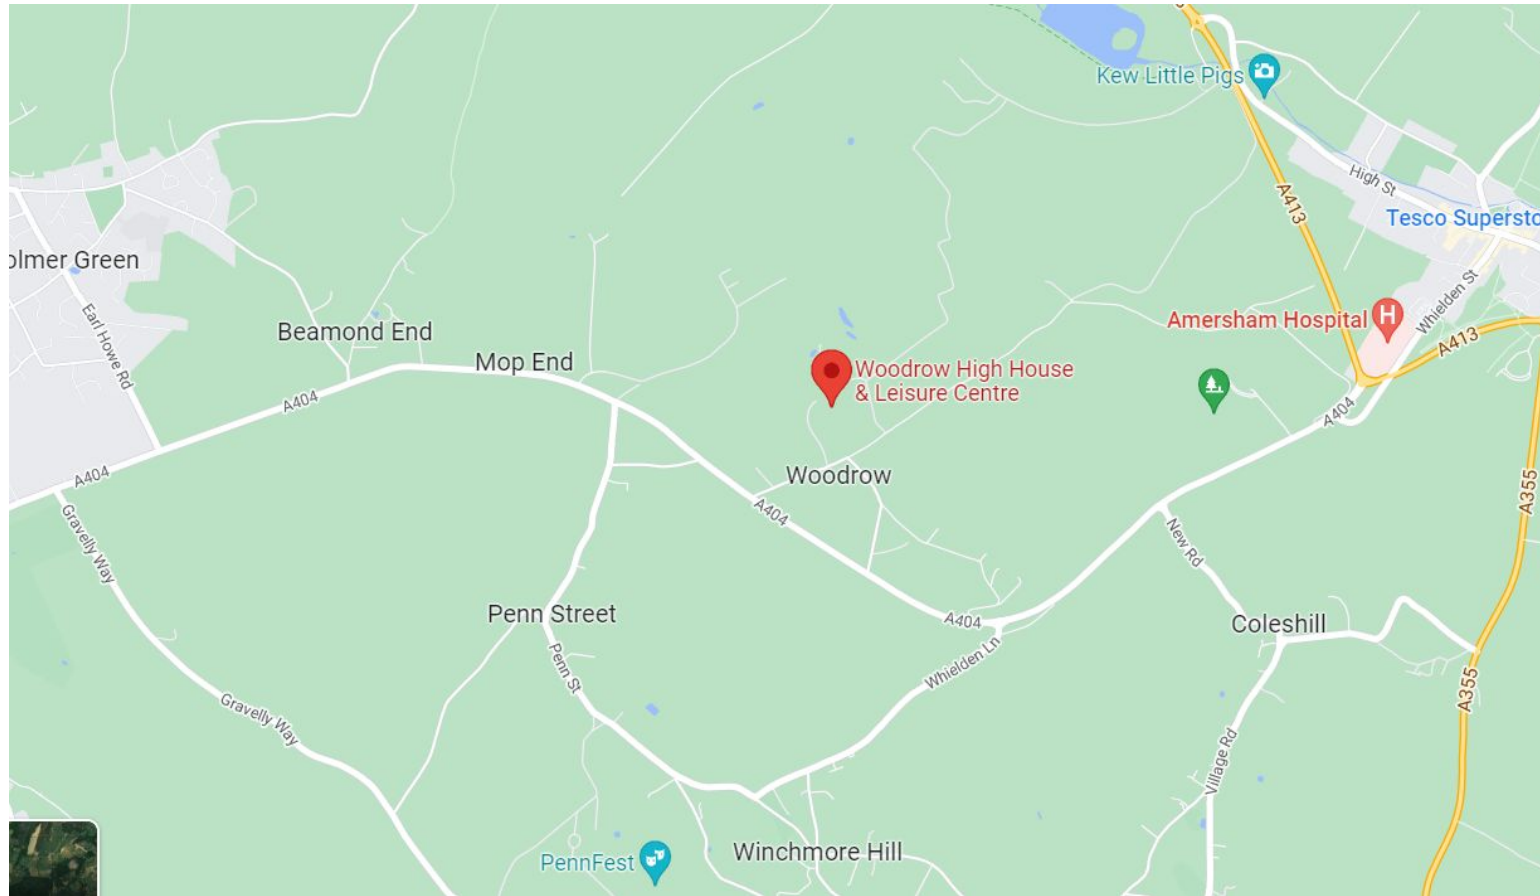 Kew Little Pigs
A413
High St
Tesco Supersto
olmer Green
Earl Howe Rd
Beamond End
Mop End
Amersham Hospital
H
Whielden St
A413
Woodrow High House
& Leisure Centre
A404
A404
A404
Woodrow
A404
A355
Gravelly Way
New Rd
Penn Street
A404
Coleshill
Penn St
Whielden Ln
A355
Gravelly Way
Village Rd
PennFest
Winchmore Hill